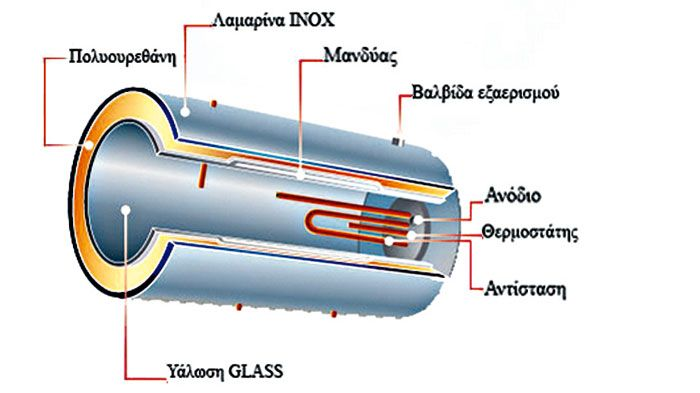 Λαμαρίνα INOX
Πολυουρεθάνη
Μανδύας
Βαλβίδα εξαερισμού
Ανόδιο
Θερμοστάτης
Αντίσταση
Υάλωση GLASS